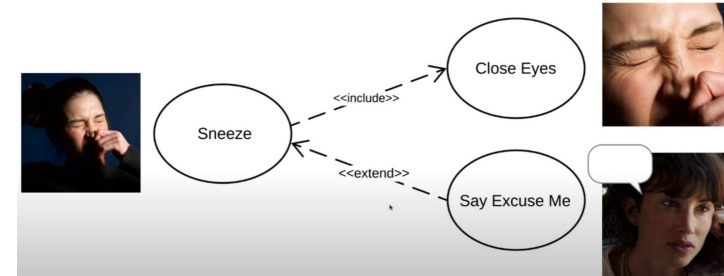 Close Eyes
<<include>>
Sneeze
<<extend>>
Say Excuse Me